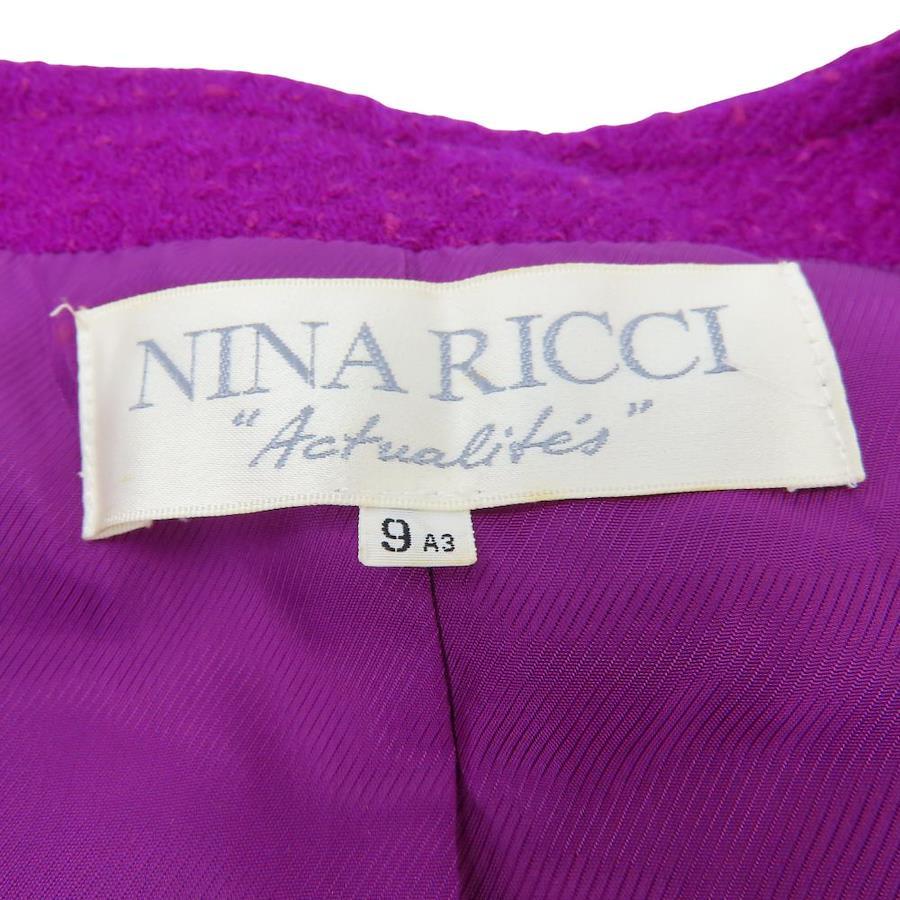 NINA RICCI
"Actualités"
9 A3